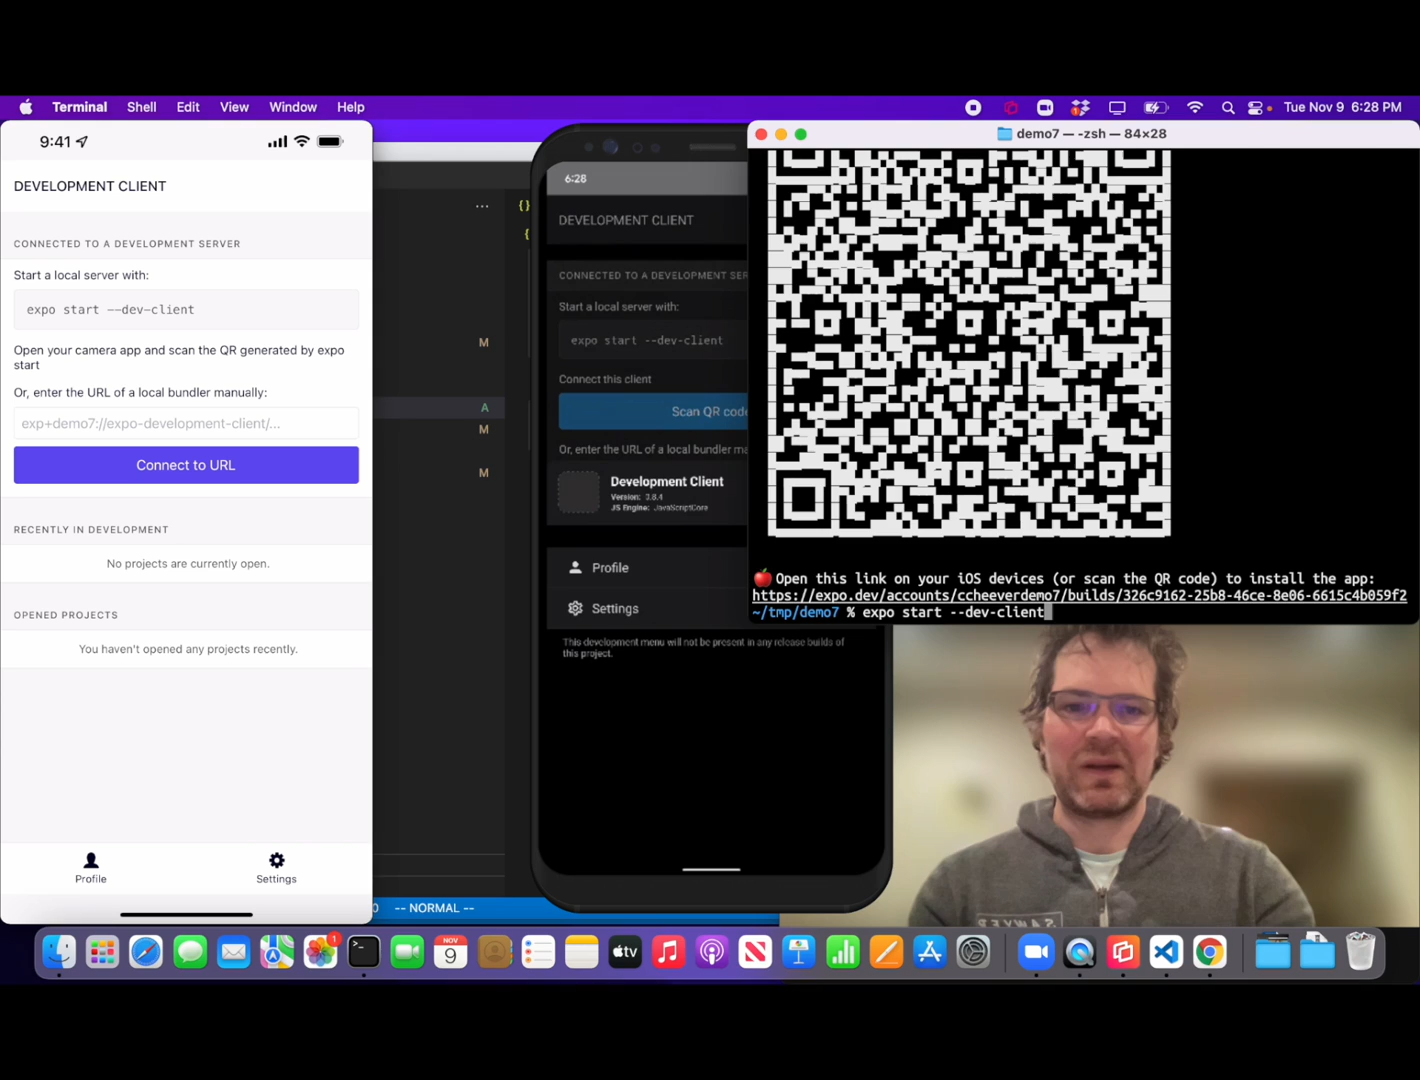 Terminal Shell Edit View Window Help
Tue Nov 9 6:28 PM
9:41
DEVELOPMENT CLIENT
CONNECTED TO A DEVELOPMENT SERVER
Start a local server with:
expo start --dev-client
Open your camera app and scan the QR generated by expo
start
Or, enter the URL of a local bundler manually:
exp+demo7://expo-development-client/...
Connect to URL
RECENTLY IN DEVELOPMENT
No projects are currently open.
OPENED PROJECTS
You haven't opened any projects recently.
Profile
Settings
...
M
A
M
M
{}
{
0 -- NORMAL --
6:28
DEVELOPMENT CLIENT
CONNECTED TO A DEVELOPMENT SER
Start a local server with:
expo start --dev-client
Connect this client
Scan QR code
Or, enter the URL of a local bundler ma
Development Client
Version: 3.8.4
JS Engine: JavaScriptCore
Profile
Settings
This development menu will not be present in any release builds of
this project.
demo7 — -zsh — 84×28
Open this link on your iOS devices (or scan the QR code) to install the app:
https://expo.dev/accounts/ccheeverdemo7/builds/326c9162-25b8-46ce-8e06-6615c4b059f2
~/tmp/demo7 % expo start --dev-client
1
NOV
9
tv